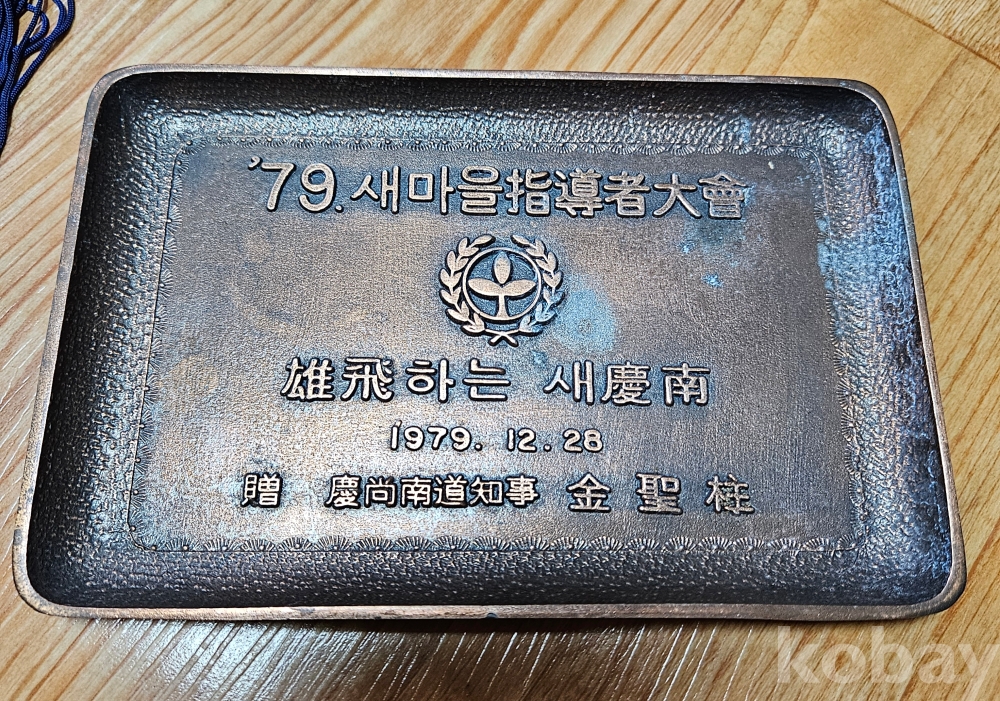 '79. 새마을指導者大會
雄飛하는 새慶南
1979. 12. 28
贈 慶尙南道知事 金聖柱
kobay